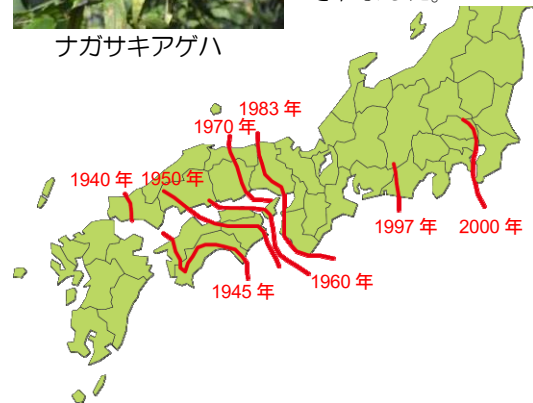 ナガサキアゲハ
1983 年
1970 年
1940 年
1950 年
1997 年
2000 年
1960 年
1945 年